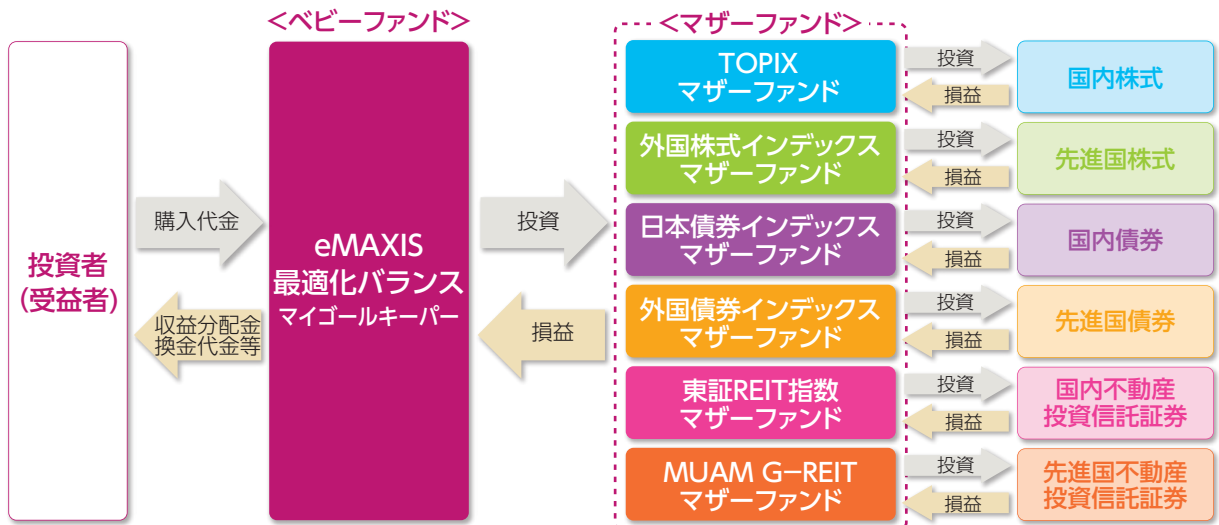 <ベビーファンド>
<マザーファンド>
投資者
(受益者)
購入代金
収益分配金
換金代金等
eMAXIS
最適化バランス
マイゴールキーパー
投資
損益
TOPIX
マザーファンド
投資
損益
国内株式
外国株式インデックス
マザーファンド
投資
損益
先進国株式
日本債券インデックス
マザーファンド
投資
損益
国内債券
外国債券インデックス
マザーファンド
投資
損益
先進国債券
東証REIT指数
マザーファンド
投資
損益
国内不動産
投資信託証券
MUAM G−REIT
マザーファンド
投資
損益
先進国不動産
投資信託証券